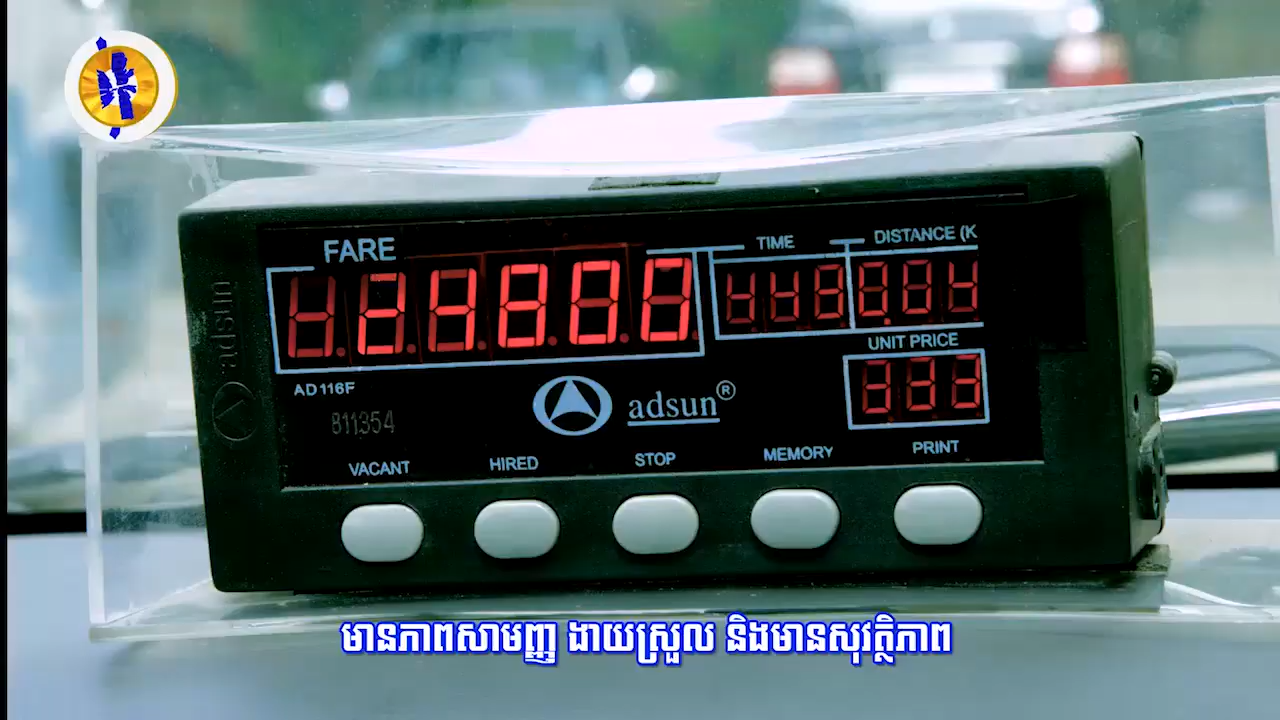 FARE
TIME
DISTANCE (K
UNIT PRICE
adsun
AD116F
811354
adsun®
VACANT
HIRED
STOP
MEMORY
PRINT
មានភាពសាមញ្ញ ងាយស្រួល និងមានសុវត្ថិភាព